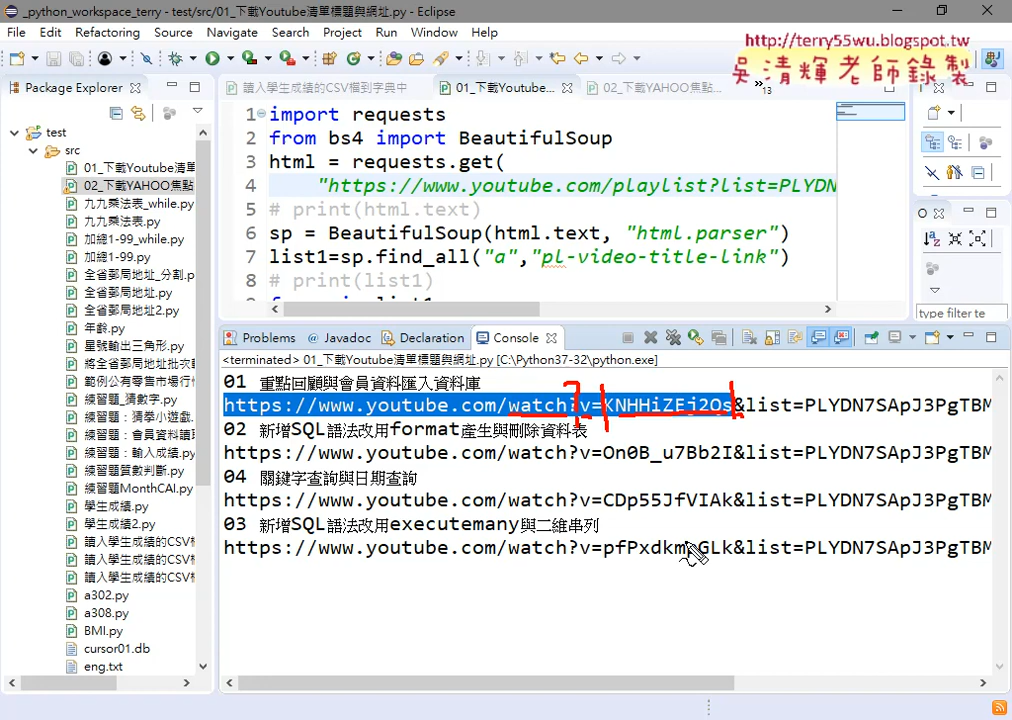 _python_workspace_terry - test/src/01_下載Youtube清單標題與網址.py - Eclipse
File Edit Refactoring Source Navigate Search Project Run Window Help
http://terry55wu.blogspot.tw
吳清輝老師錄製
Package Explorer
讀入學生成績的CSV檔到字典中
01_下載Youtube...
02_下載YAHOO焦點...
13
test
src
01_下載Youtube清單
02_下載YAHOO焦點
九九乘法表_while.py
九九乘法表.py
加總1-99_while.py
加總1-99.py
全省郵局地址_分割.py
全省郵局地址.py
全省郵局地址2.py
年齡.py
星號輸出三角形.py
將全省郵局地址批次
範例公有零售市場行
練習題_猜數字.py
練習題：猜學小遊戲.
練習題：會員資料讀
練習題：輸入成績.py
練習題質數判斷.py
練習題MonthCAl.py
學生成績.py
學生成績2.py
讀入學生成績的CSV檔
讀入學生成績的CSV檔
讀入學生成績的CSV檔
a302.py
a308.py
BMI.py
cursor01.db
eng.txt
1 import requests
2 from bs4 import BeautifulSoup
3 html = requests.get(
4 "https://www.youtube.com/playlist?list=PLYDN
5 # print(html.text)
6 sp = BeautifulSoup(html.text, "html.parser")
7 list1=sp.find_all("a","pl-video-title-link")
8 # print(list1)
O
type filter te
Problems @ Javadoc Declaration Console
<terminated> 01_下載Youtube清單標題與網址.py [C:\Python37-32\python.exe]
01 重點回顧與會員資料匯入資料庫
https://www.youtube.com/watch?v=KNHHiZEj2Os&list=PLYDN7SApJ3PgTBM
02 新增SQL語法改用format產生與刪除資料表
https://www.youtube.com/watch?v=On0B_u7Bb2I&list=PLYDN7SApJ3PgTBM
04 關鍵字查詢與日期查詢
https://www.youtube.com/watch?v=CDp55JfVIAk&list=PLYDN7SApJ3PgTBM
03 新增SQL語法改用executemany與二維串列
https://www.youtube.com/watch?v=pfPxdkm GLk&list=PLYDN7SApJ3PgTBM